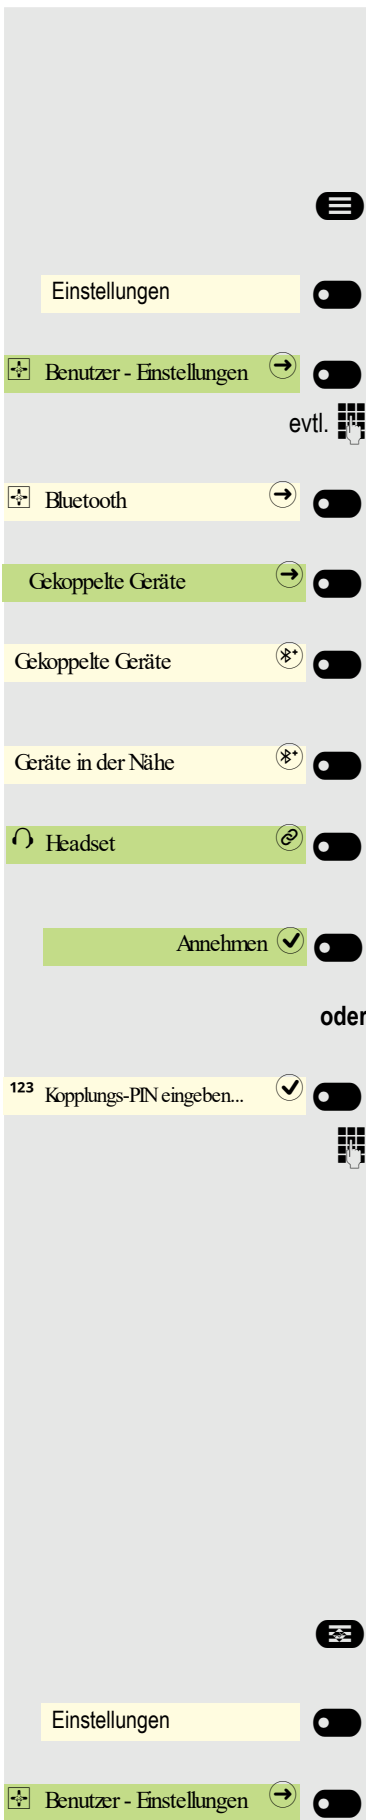 Einstellungen
Benutzer - Einstellungen
evtl.
Bluetooth
Gekoppelte Geräte
Gekoppelte Geräte
Geräte in der Nähe
Headset
Annehmen
oder
123 Kopplungs-PIN eingeben...
Einstellungen
Benutzer - Einstellungen